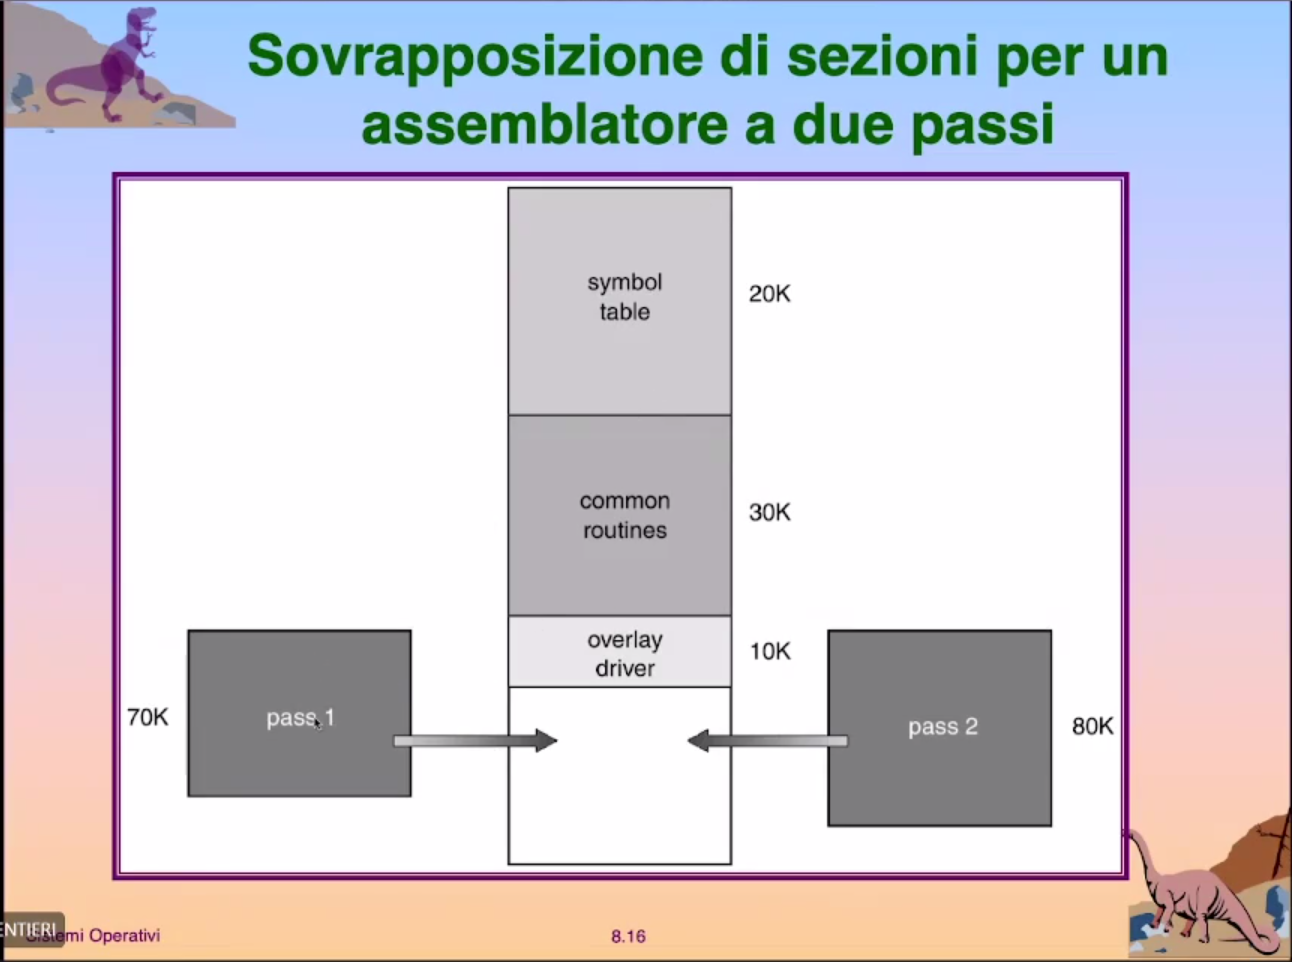 Sovrapposizione di sezioni per un
assemblatore a due passi
symbol
table
20K
common
routines
30K
overlay
driver
10K
70K
pass 1
pass 2
80K
ENTIERI
Sistemi Operativi
8.16